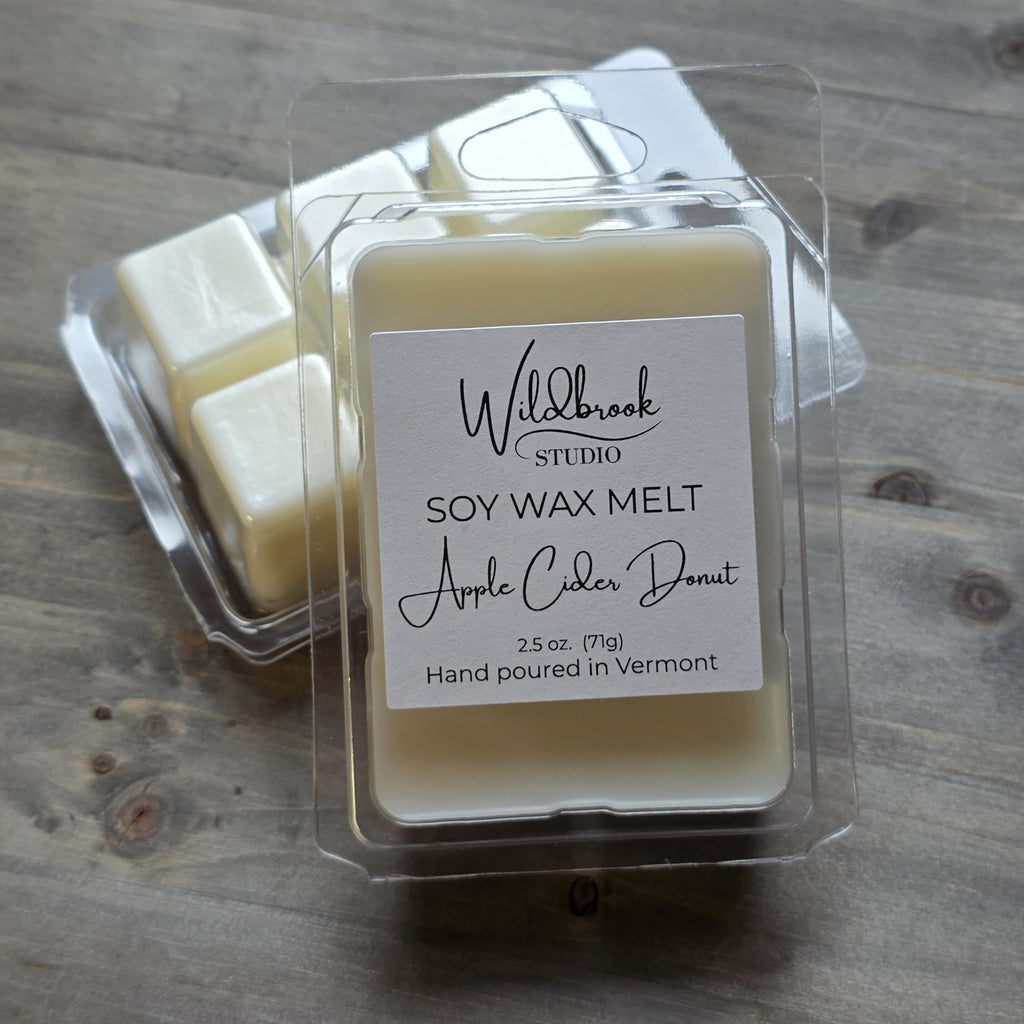 Wildbrook
STUDIO
SOY WAX MELT
Apple Cider Donut
2.5 oz. (71g)
Hand poured in Vermont